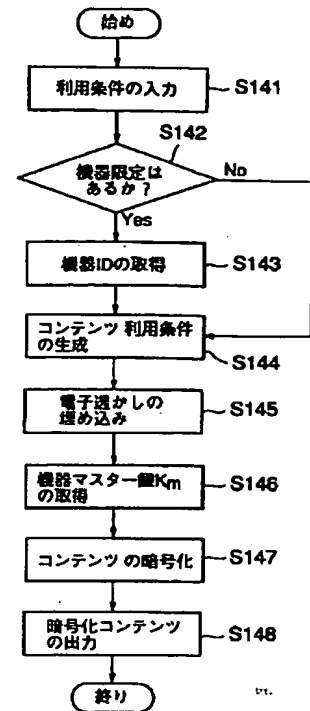 始め
利用条件の入力
S141
S142
機器限定は
あるか?
No
Yes
機器IDの取得
S143
コンテンツ 利用条件
の生成
S144
電子透かしの
埋め込み
S145
機器マスター鍵Km
の取得
S146
コンテンツ の暗号化
S147
暗号化コンテンツ
の出力
S148
終り